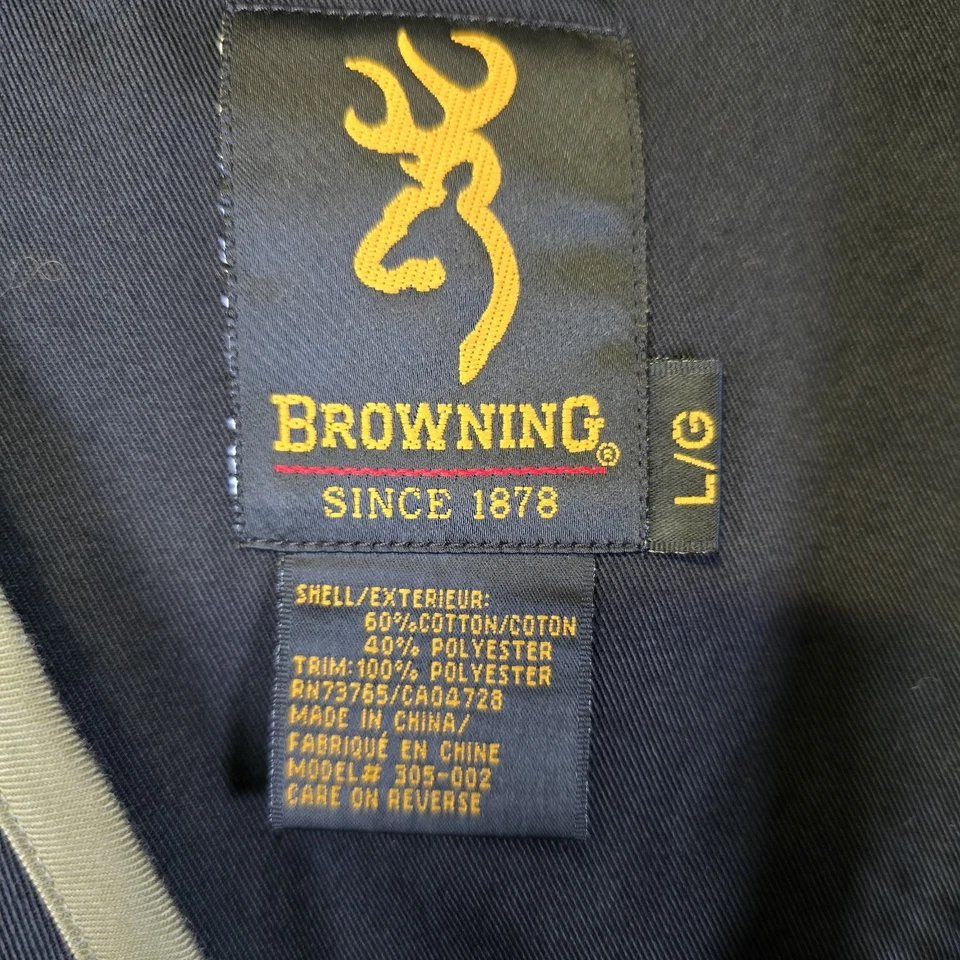 BROWNING®
SINCE 1878
L/G
SHELL/EXTERIEUR:
60% COTTON/COTON
40% POLYESTER
TRIM: 100% POLYESTER
RN73765/CA04728
MADE IN CHINA/
FABRIQUÉ EN CHINE
MODEL# 305-002
CARE ON REVERSE